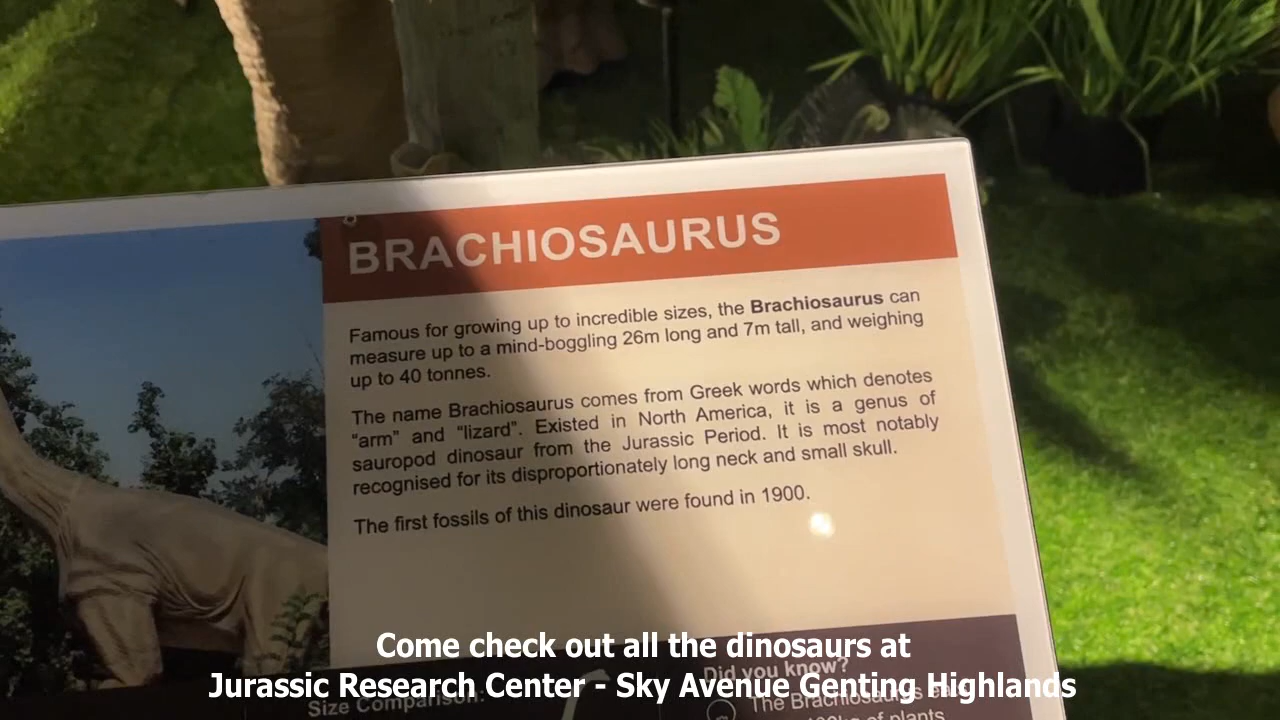 BRACHIOSAURUS
Famous for growing up to incredible sizes, the Brachiosaurus can
measure up to a mind-boggling 26m long and 7m tall, and weighing
up to 40 tonnes.
The name Brachiosaurus comes from Greek words which denotes
"arm" and "lizard". Existed in North America, it is a genus of
sauropod dinosaur from the Jurassic Period. It is most notably
recognised for its disproportionately long neck and small skull.
The first fossils of this dinosaur were found in 1900.
Come check out all the dinosaurs at
Jurassic Research Center - Sky Avenue Genting Highlands
Size Comparison:
Did you know?
The Brachiosaurus
of plants